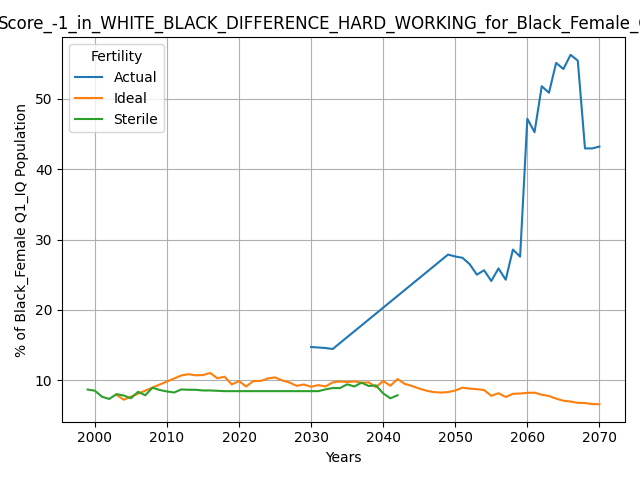 Score_-1_in_WHITE_BLACK_DIFFERENCE_HARD_WORKING_for_Black_Female_
Fertility
Actual
Ideal
Sterile
% of Black_Female Q1_IQ Population
50
40
30
20
10
2000 2010 2020 2030 2040 2050 2060 2070
Years